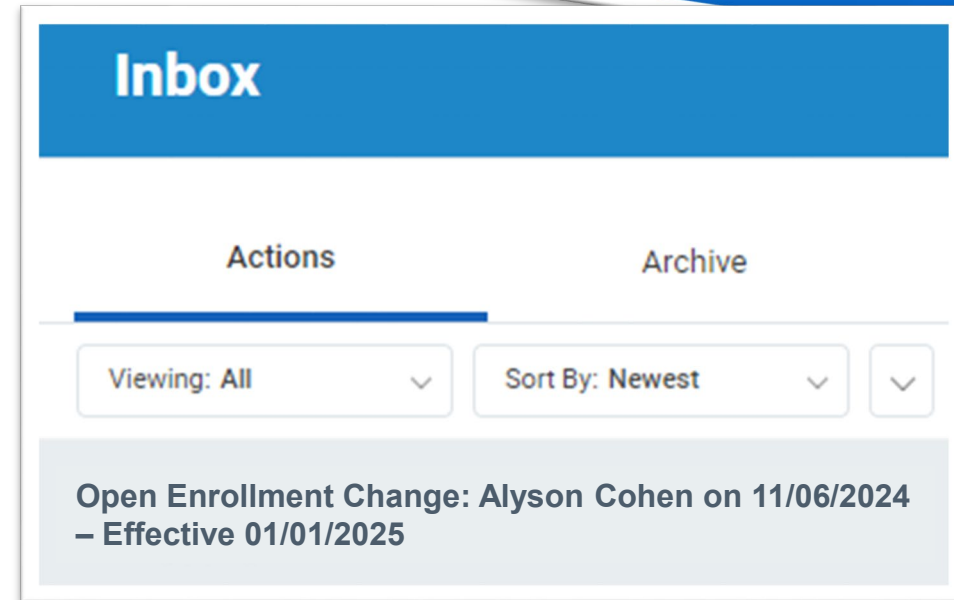 Inbox
Actions Archive
Viewing: All Sort By: Newest
Open Enrollment Change: Alyson Cohen on 11/06/2024
– Effective 01/01/2025